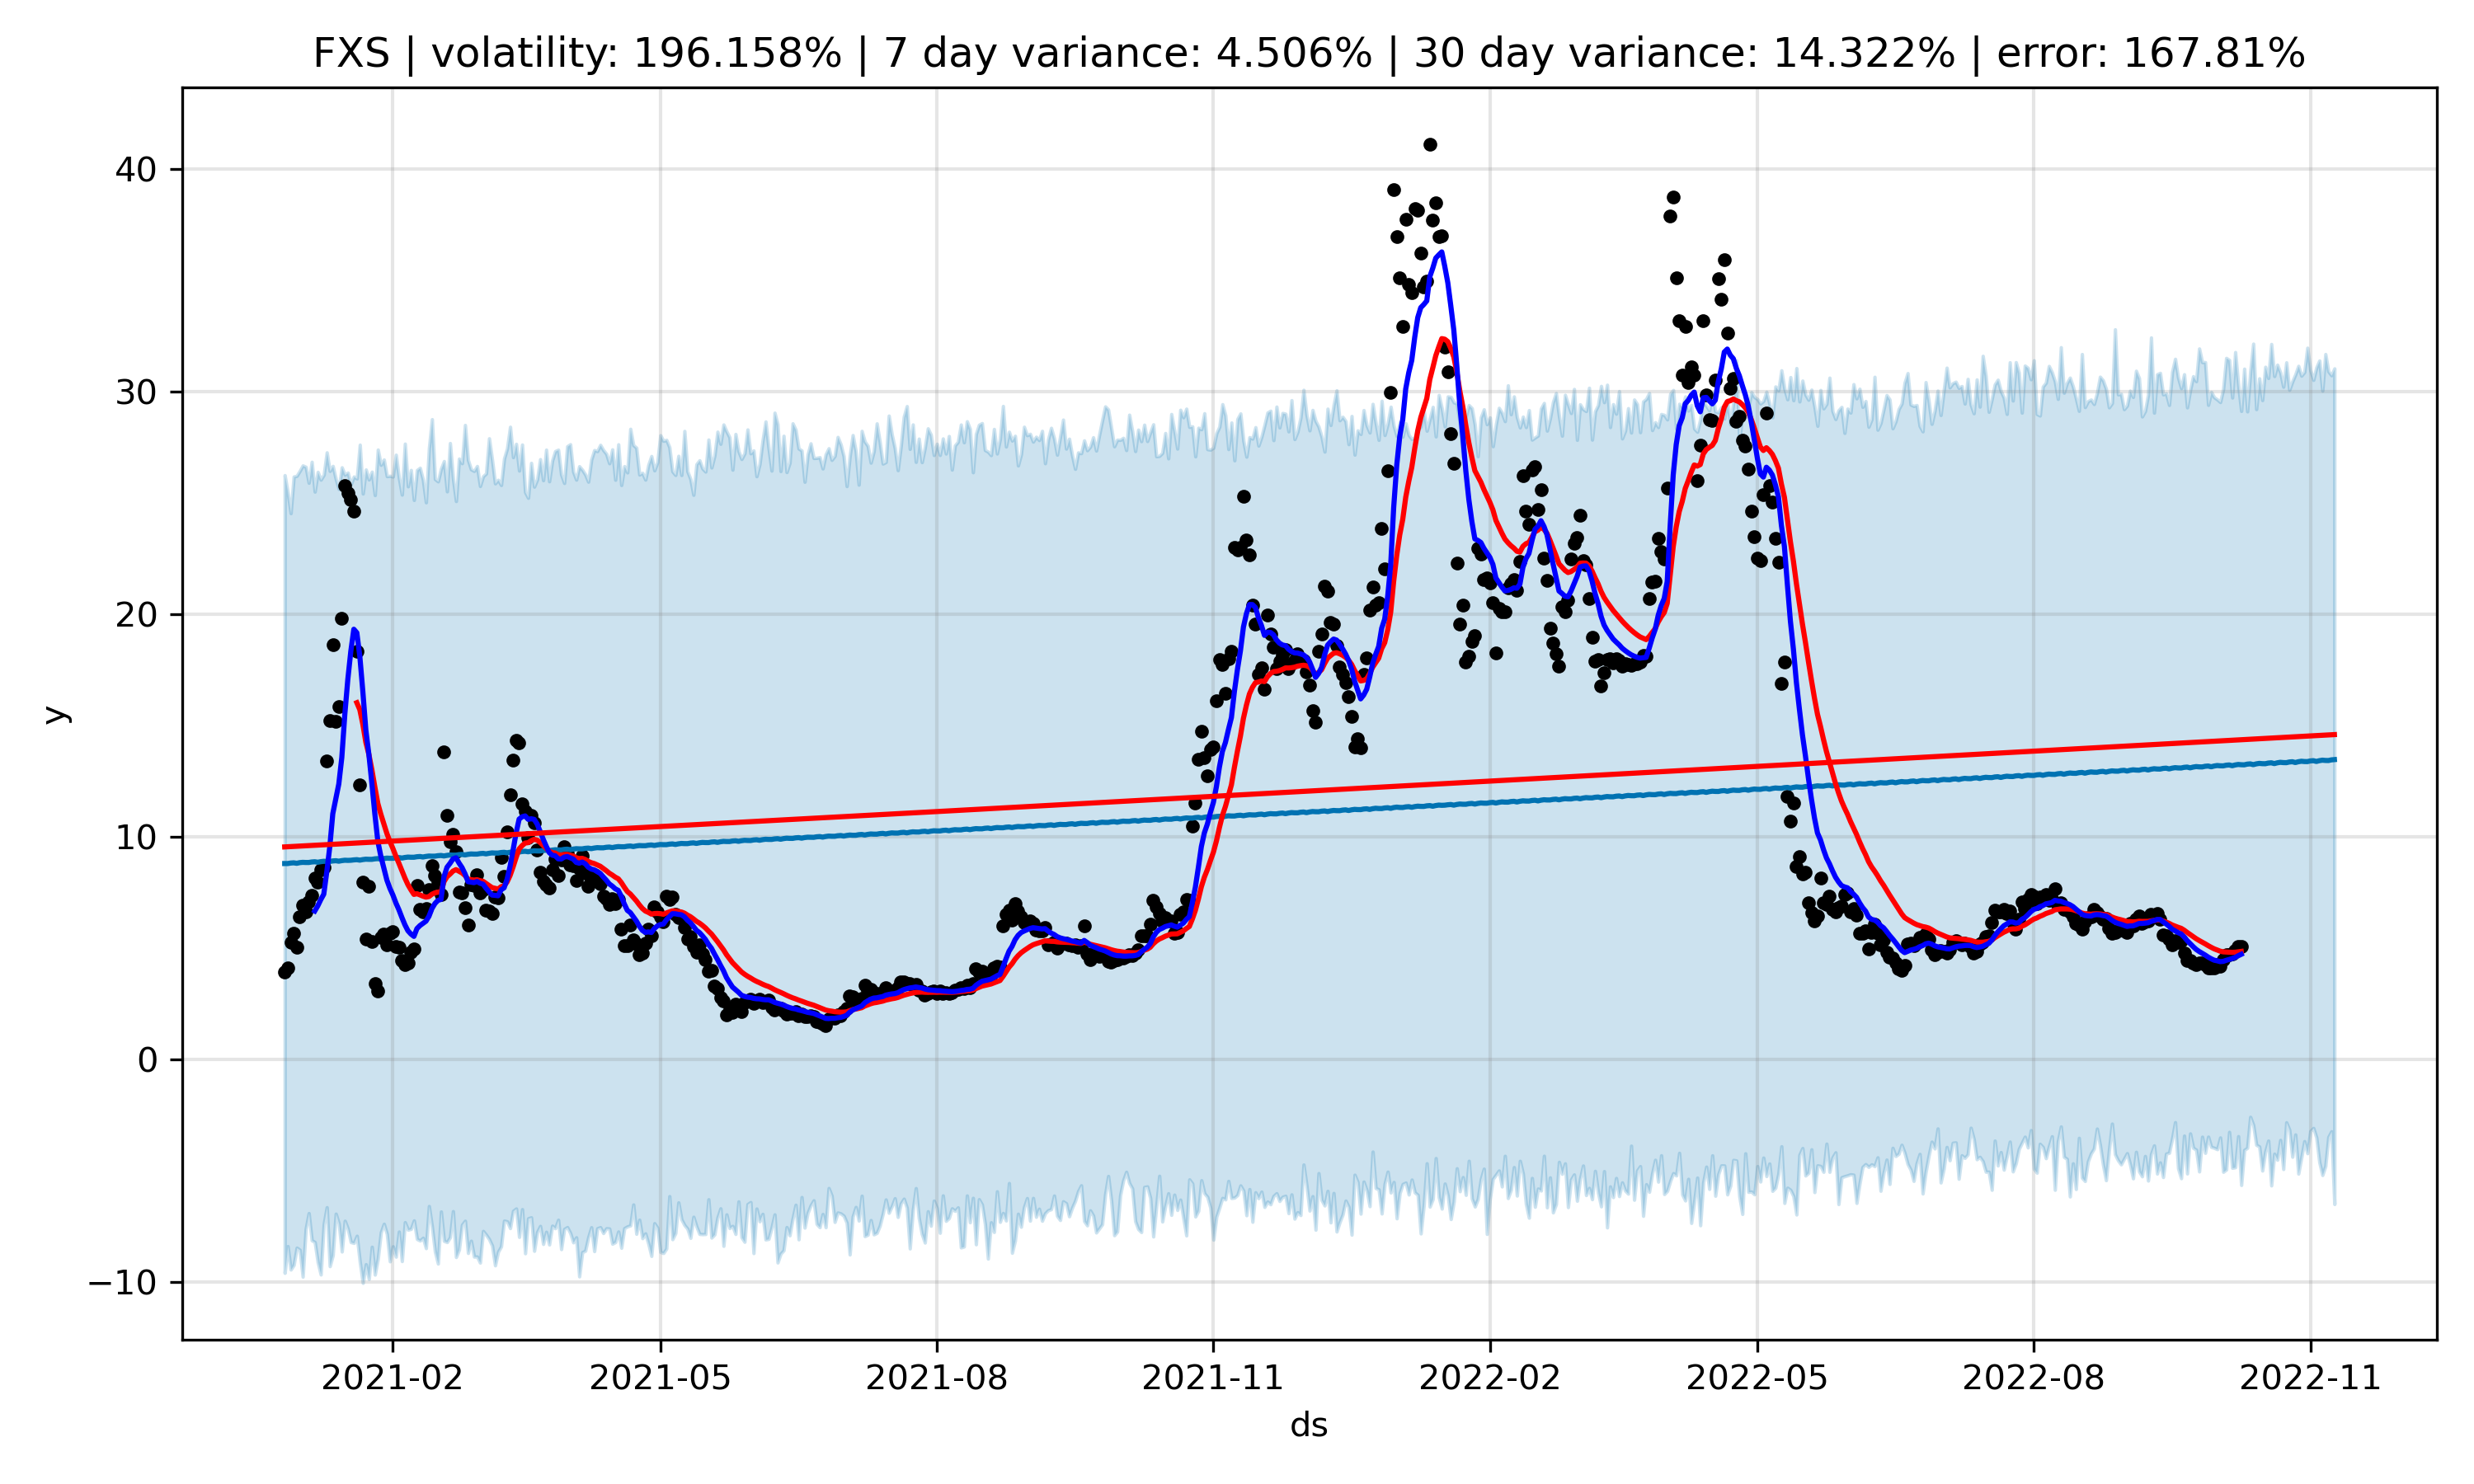 FXS | volatility: 196.158% | 7 day variance: 4.506% | 30 day variance: 14.322% | error: 167.81%
40
30
20
10
0
−10
y
2021-02 2021-05 2021-08 2021-11 2022-02 2022-05 2022-08 2022-11
ds